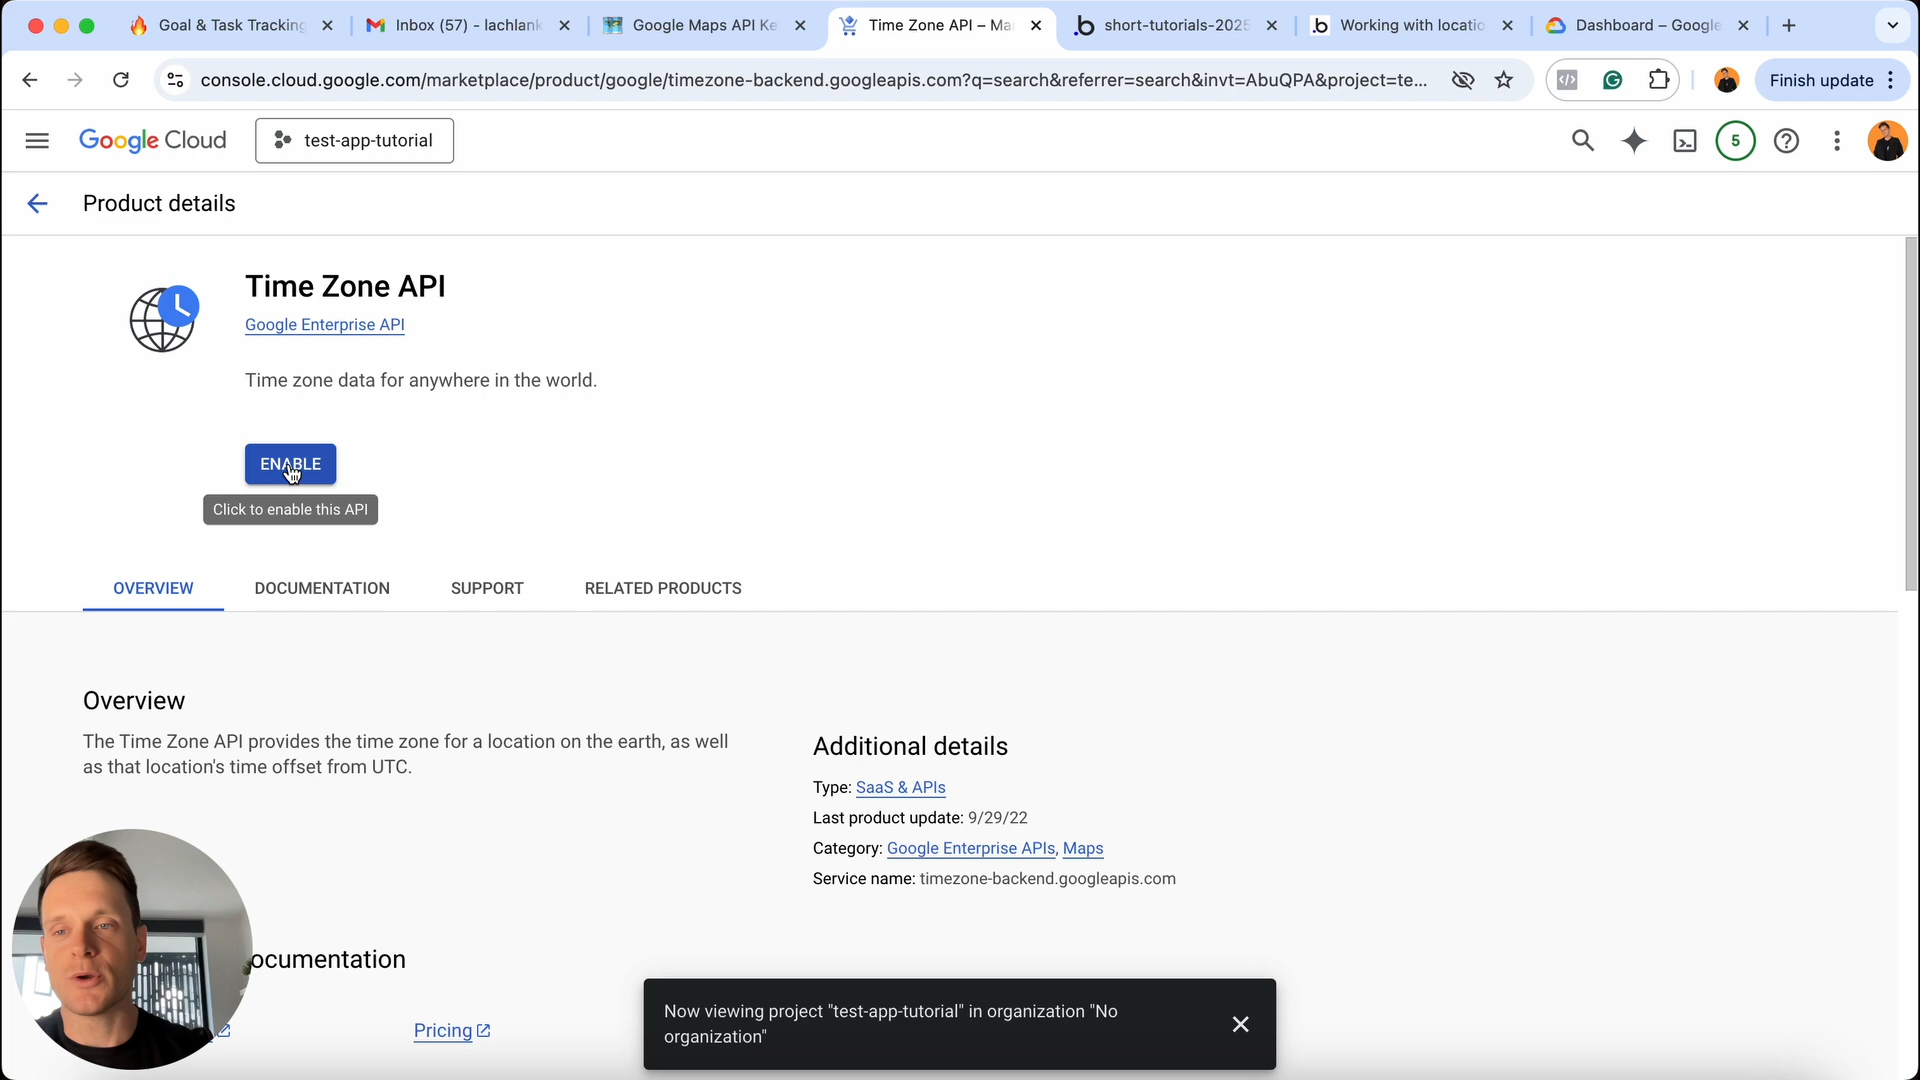 Goal & Task Tracking
Inbox (57) - lachlank
Google Maps API Ke
Time Zone API – Ma
short-tutorials-2025
Working with locatio
Dashboard – Google
console.cloud.google.com/marketplace/product/google/timezone-backend.googleapis.com?q=search&referrer=search&invt=AbuQPA&project=te...
Finish update
Google Cloud
test-app-tutorial
5
Product details
Time Zone API
Google Enterprise API
Time zone data for anywhere in the world.
ENABLE
Click to enable this API
OVERVIEW
DOCUMENTATION
SUPPORT
RELATED PRODUCTS
Overview
The Time Zone API provides the time zone for a location on the earth, as well
as that location's time offset from UTC.
Additional details
Type: SaaS & APIs
Last product update: 9/29/22
Category: Google Enterprise APIs, Maps
Service name: timezone-backend.googleapis.com
ocumentation
Pricing
Now viewing project "test-app-tutorial" in organization "No
organization"